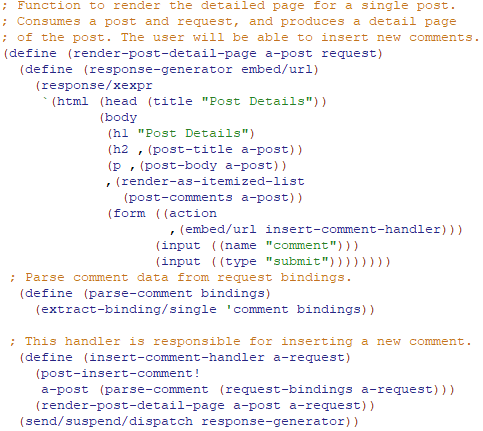 ; Function to render the detailed page for a single post.
; Consumes a post and request, and produces a detail page
; of the post. The user will be able to insert new comments.
(define (render-post-detail-page a-post request)
  (define (response-generator embed/url)
    (response/xexpr
     `(html (head (title "Post Details"))
            (body
             (h1 "Post Details")
             (h2 ,(post-title a-post))
             (p ,(post-body a-post))
             ,(render-as-itemized-list
               (post-comments a-post))
             (form ((action
                     ,(embed/url insert-comment-handler)))
                   (input ((name "comment")))
                   (input ((type "submit"))))))))
 ; Parse comment data from request bindings.
  (define (parse-comment bindings)
    (extract-binding/single 'comment bindings))

 ; This handler is responsible for inserting a new comment.
  (define (insert-comment-handler a-request)
    (post-insert-comment!
     a-post (parse-comment (request-bindings a-request)))
    (render-post-detail-page a-post a-request))
  (send/suspend/dispatch response-generator))